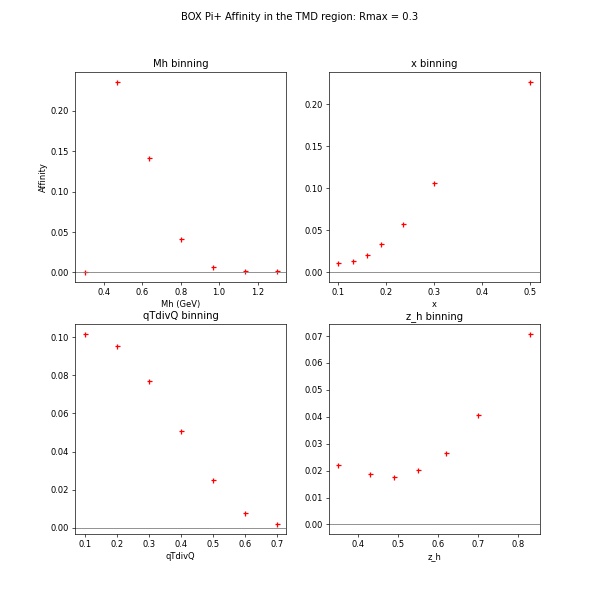 BOX Pi+ Affinity in the TMD region: Rmax = 0.3
Mh binning
0.20
0.15
0.10
0.05
0.00
Affinity
0.4 0.6 0.8 1.0 1.2
Mh (GeV)
x binning
0.20
0.15
0.10
0.05
0.00
0.1 0.2 0.3 0.4 0.5
x
qTdivQ binning
0.10
0.08
0.06
0.04
0.02
0.00
0.1 0.2 0.3 0.4 0.5 0.6 0.7
qTdivQ
z_h binning
0.07
0.06
0.05
0.04
0.03
0.02
0.01
0.00
0.4 0.5 0.6 0.7 0.8
z_h